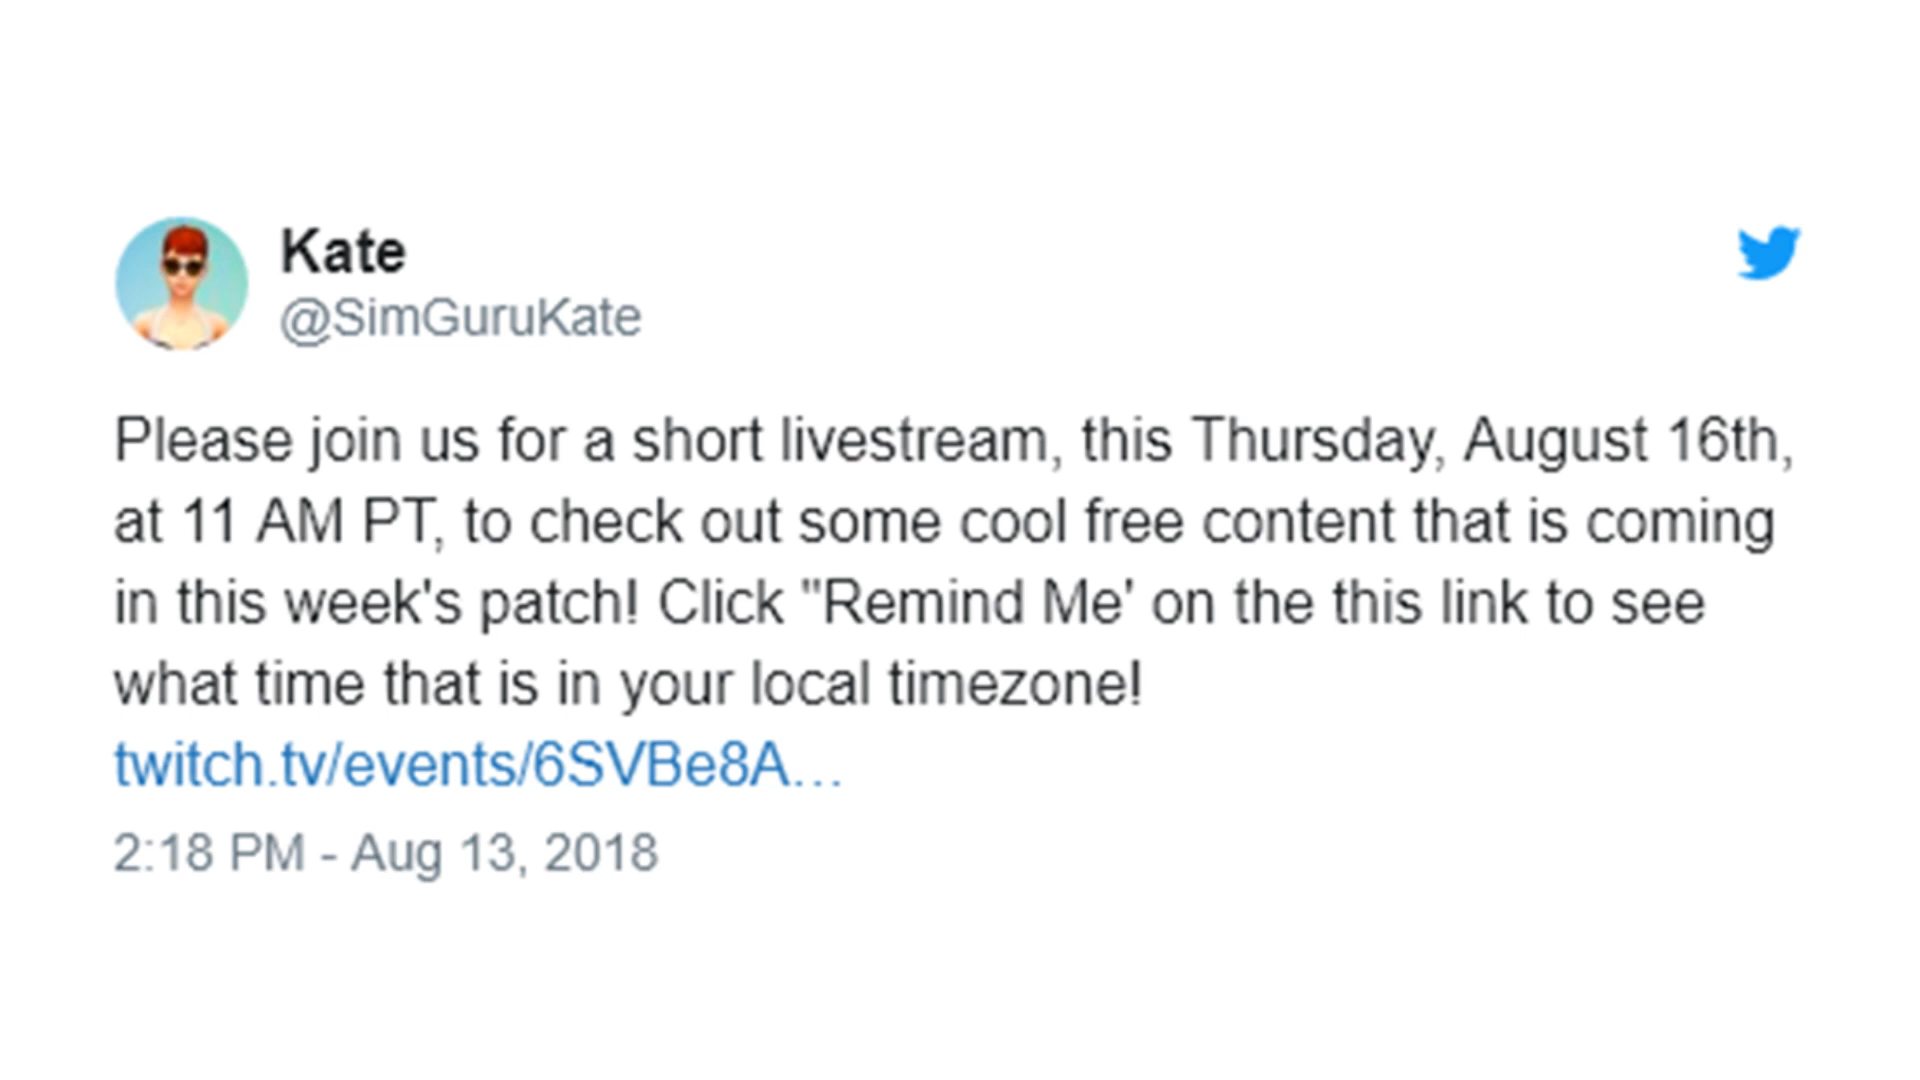 Kate
@SimGuruKate
Please join us for a short livestream, this Thursday, August 16th,
at 11 AM PT, to check out some cool free content that is coming
in this week's patch! Click "Remind Me' on the this link to see
what time that is in your local timezone!
twitch.tv/events/6SVBe8A…
2:18 PM - Aug 13, 2018